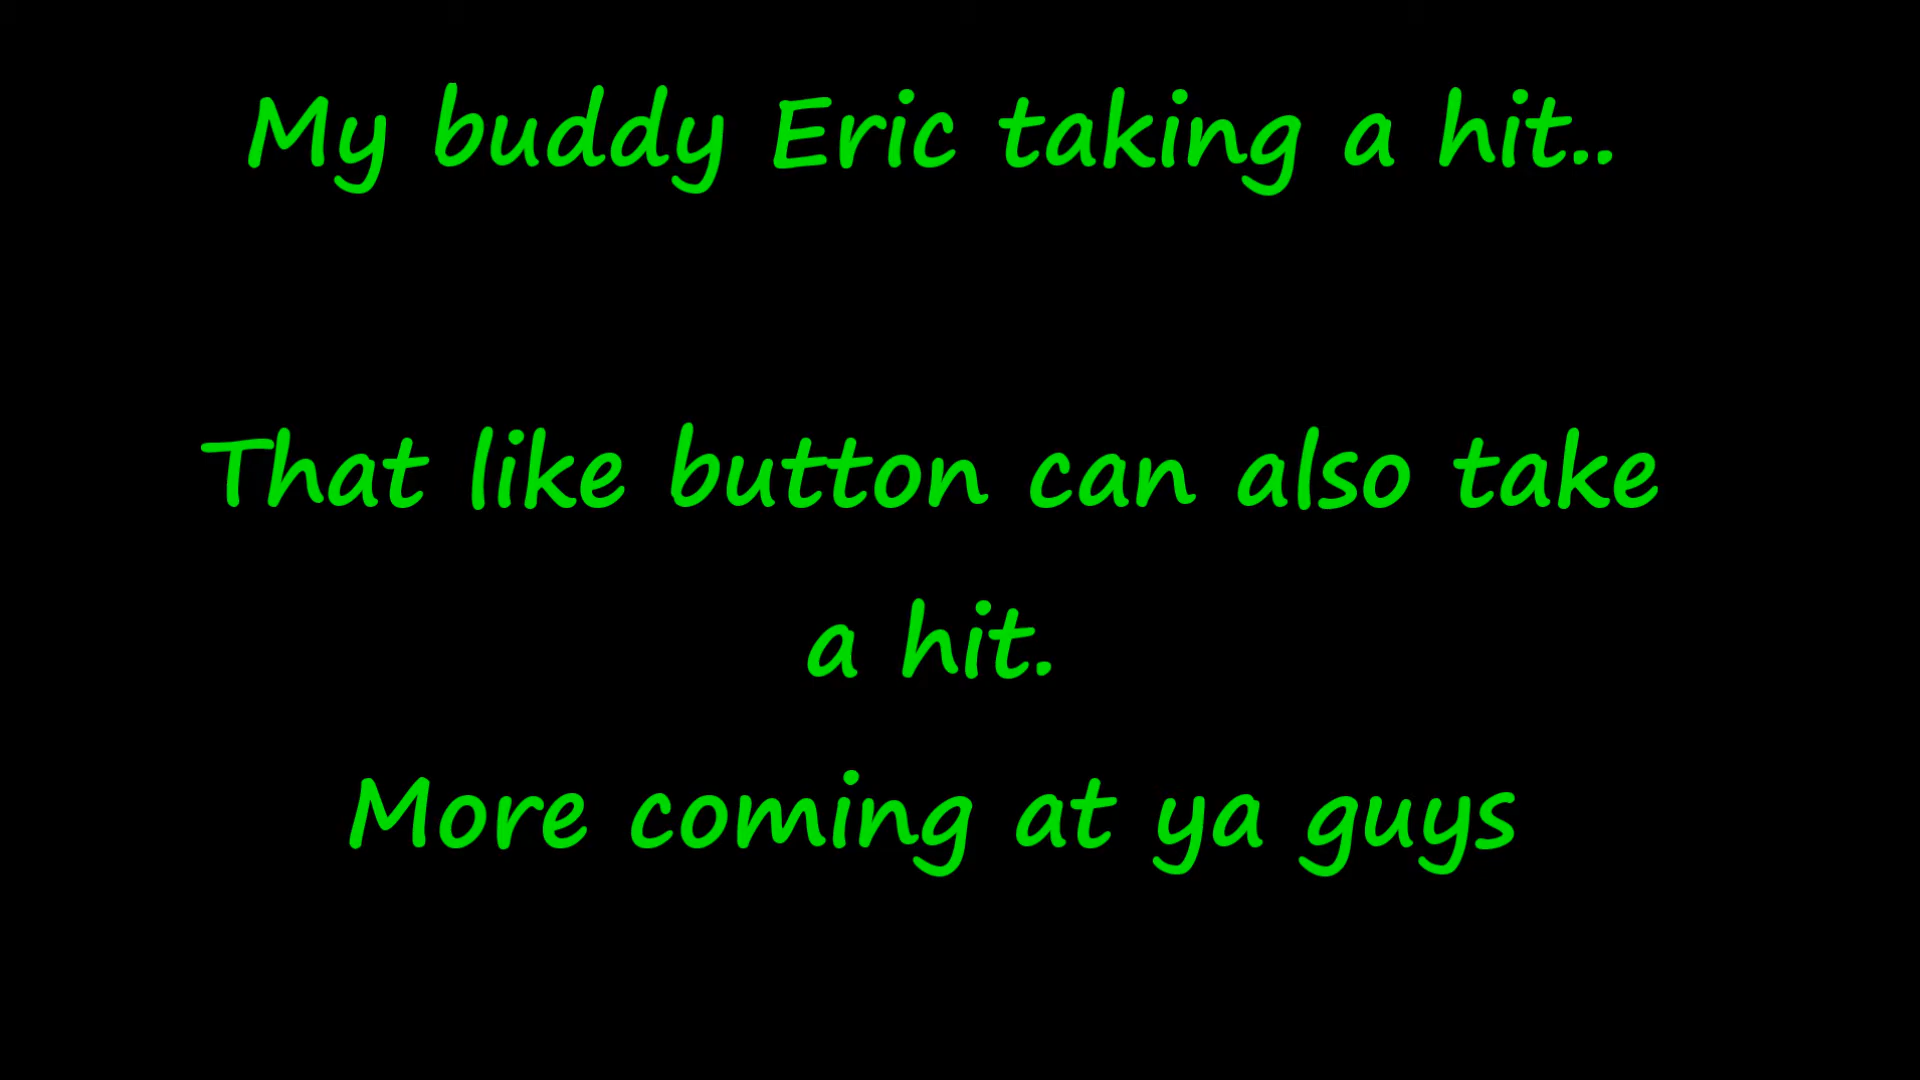 My buddy Eric taking a hit..
That like button can also take
a hit.
More coming at ya guys